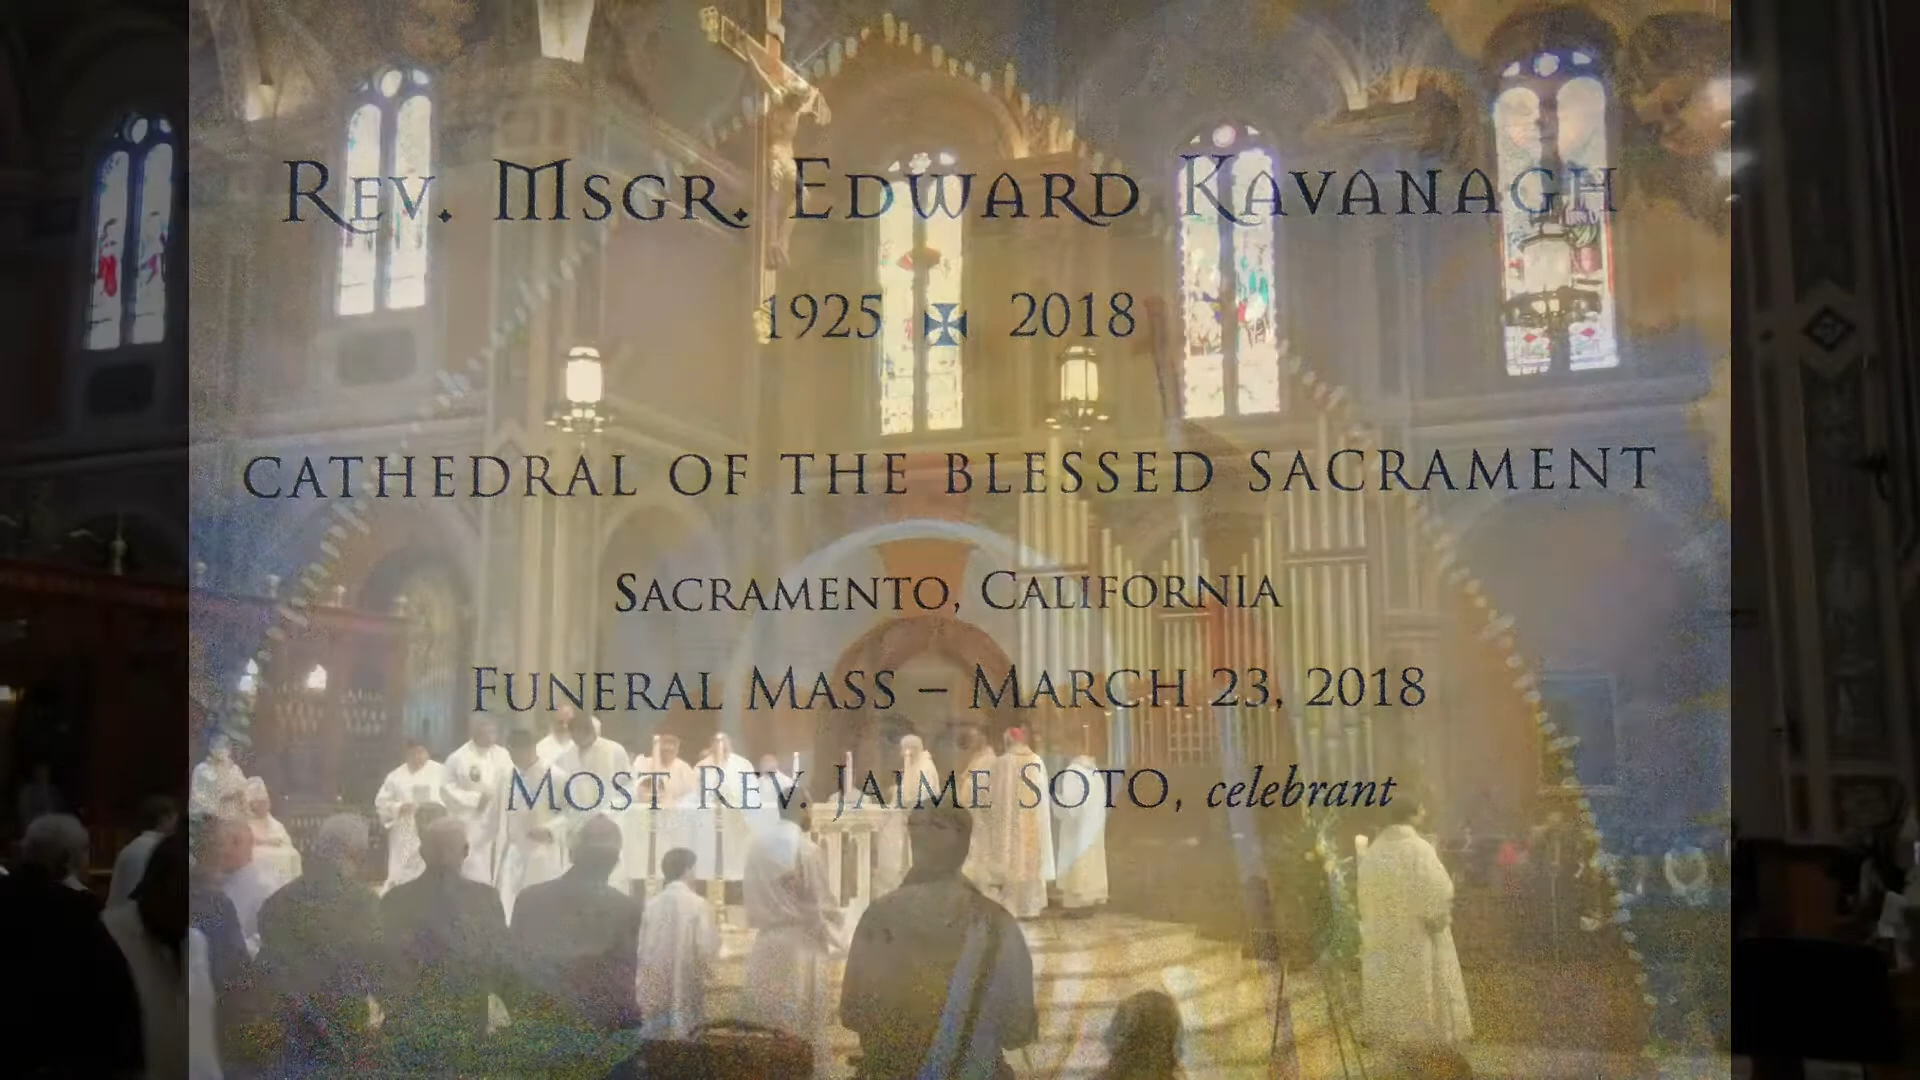 Rev. Msgr. Edward Kavanagh
1925 ✠ 2018
CATHEDRAL OF THE BLESSED SACRAMENT
Sacramento, California
Funeral Mass – March 23, 2018
Most Rev. Jaime Soto, celebrant